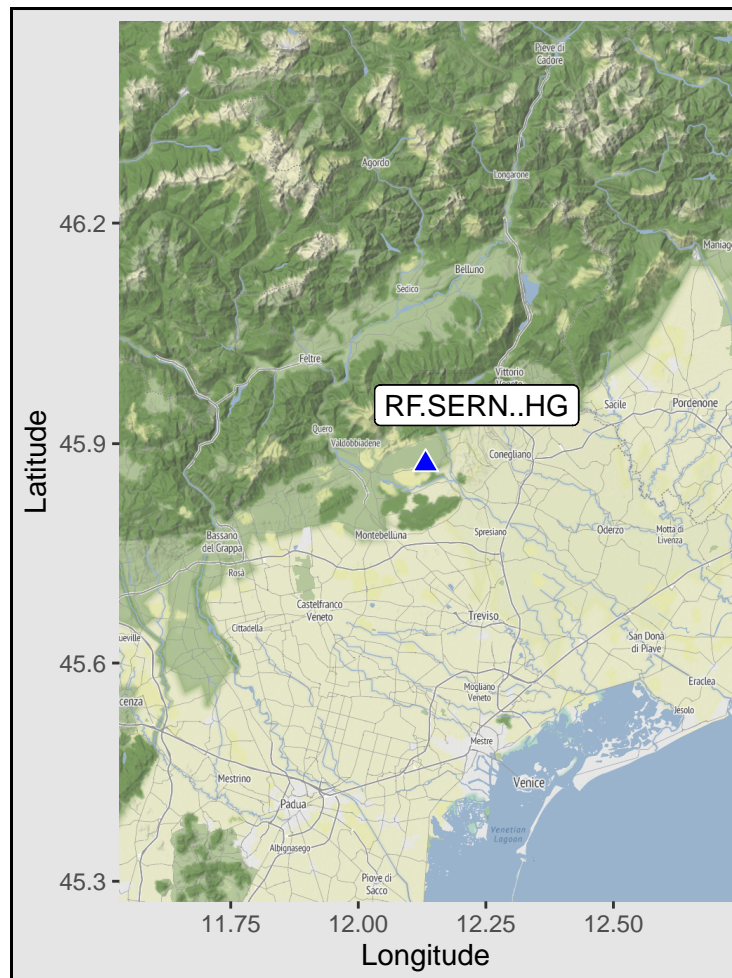 Pieve di
Cadore
Agordo
Longarone
46.2
Maniag
Belluno
Sedico
Feltre
Vittorio
RF.SERN..HG
Sacile
Pordenone
Quero
Valdobbiadene
45.9
Conegliano
Latitude
Bassano
del Grappa
Montebelluna
Spresiano
Oderzo
Motta di
Livenza
Rosà
Castelfranco
Veneto
Cittadella
Treviso
ueville
San Donà
di Piave
45.6
Eraclea
Mogliano
Veneto
cenza
Jesolo
Mestre
Mestrino
Venice
Padua
Venetian
Lagoon
Albignasego
Piove di
Sacco
45.3
11.75
12.00
12.25
12.50
Longitude